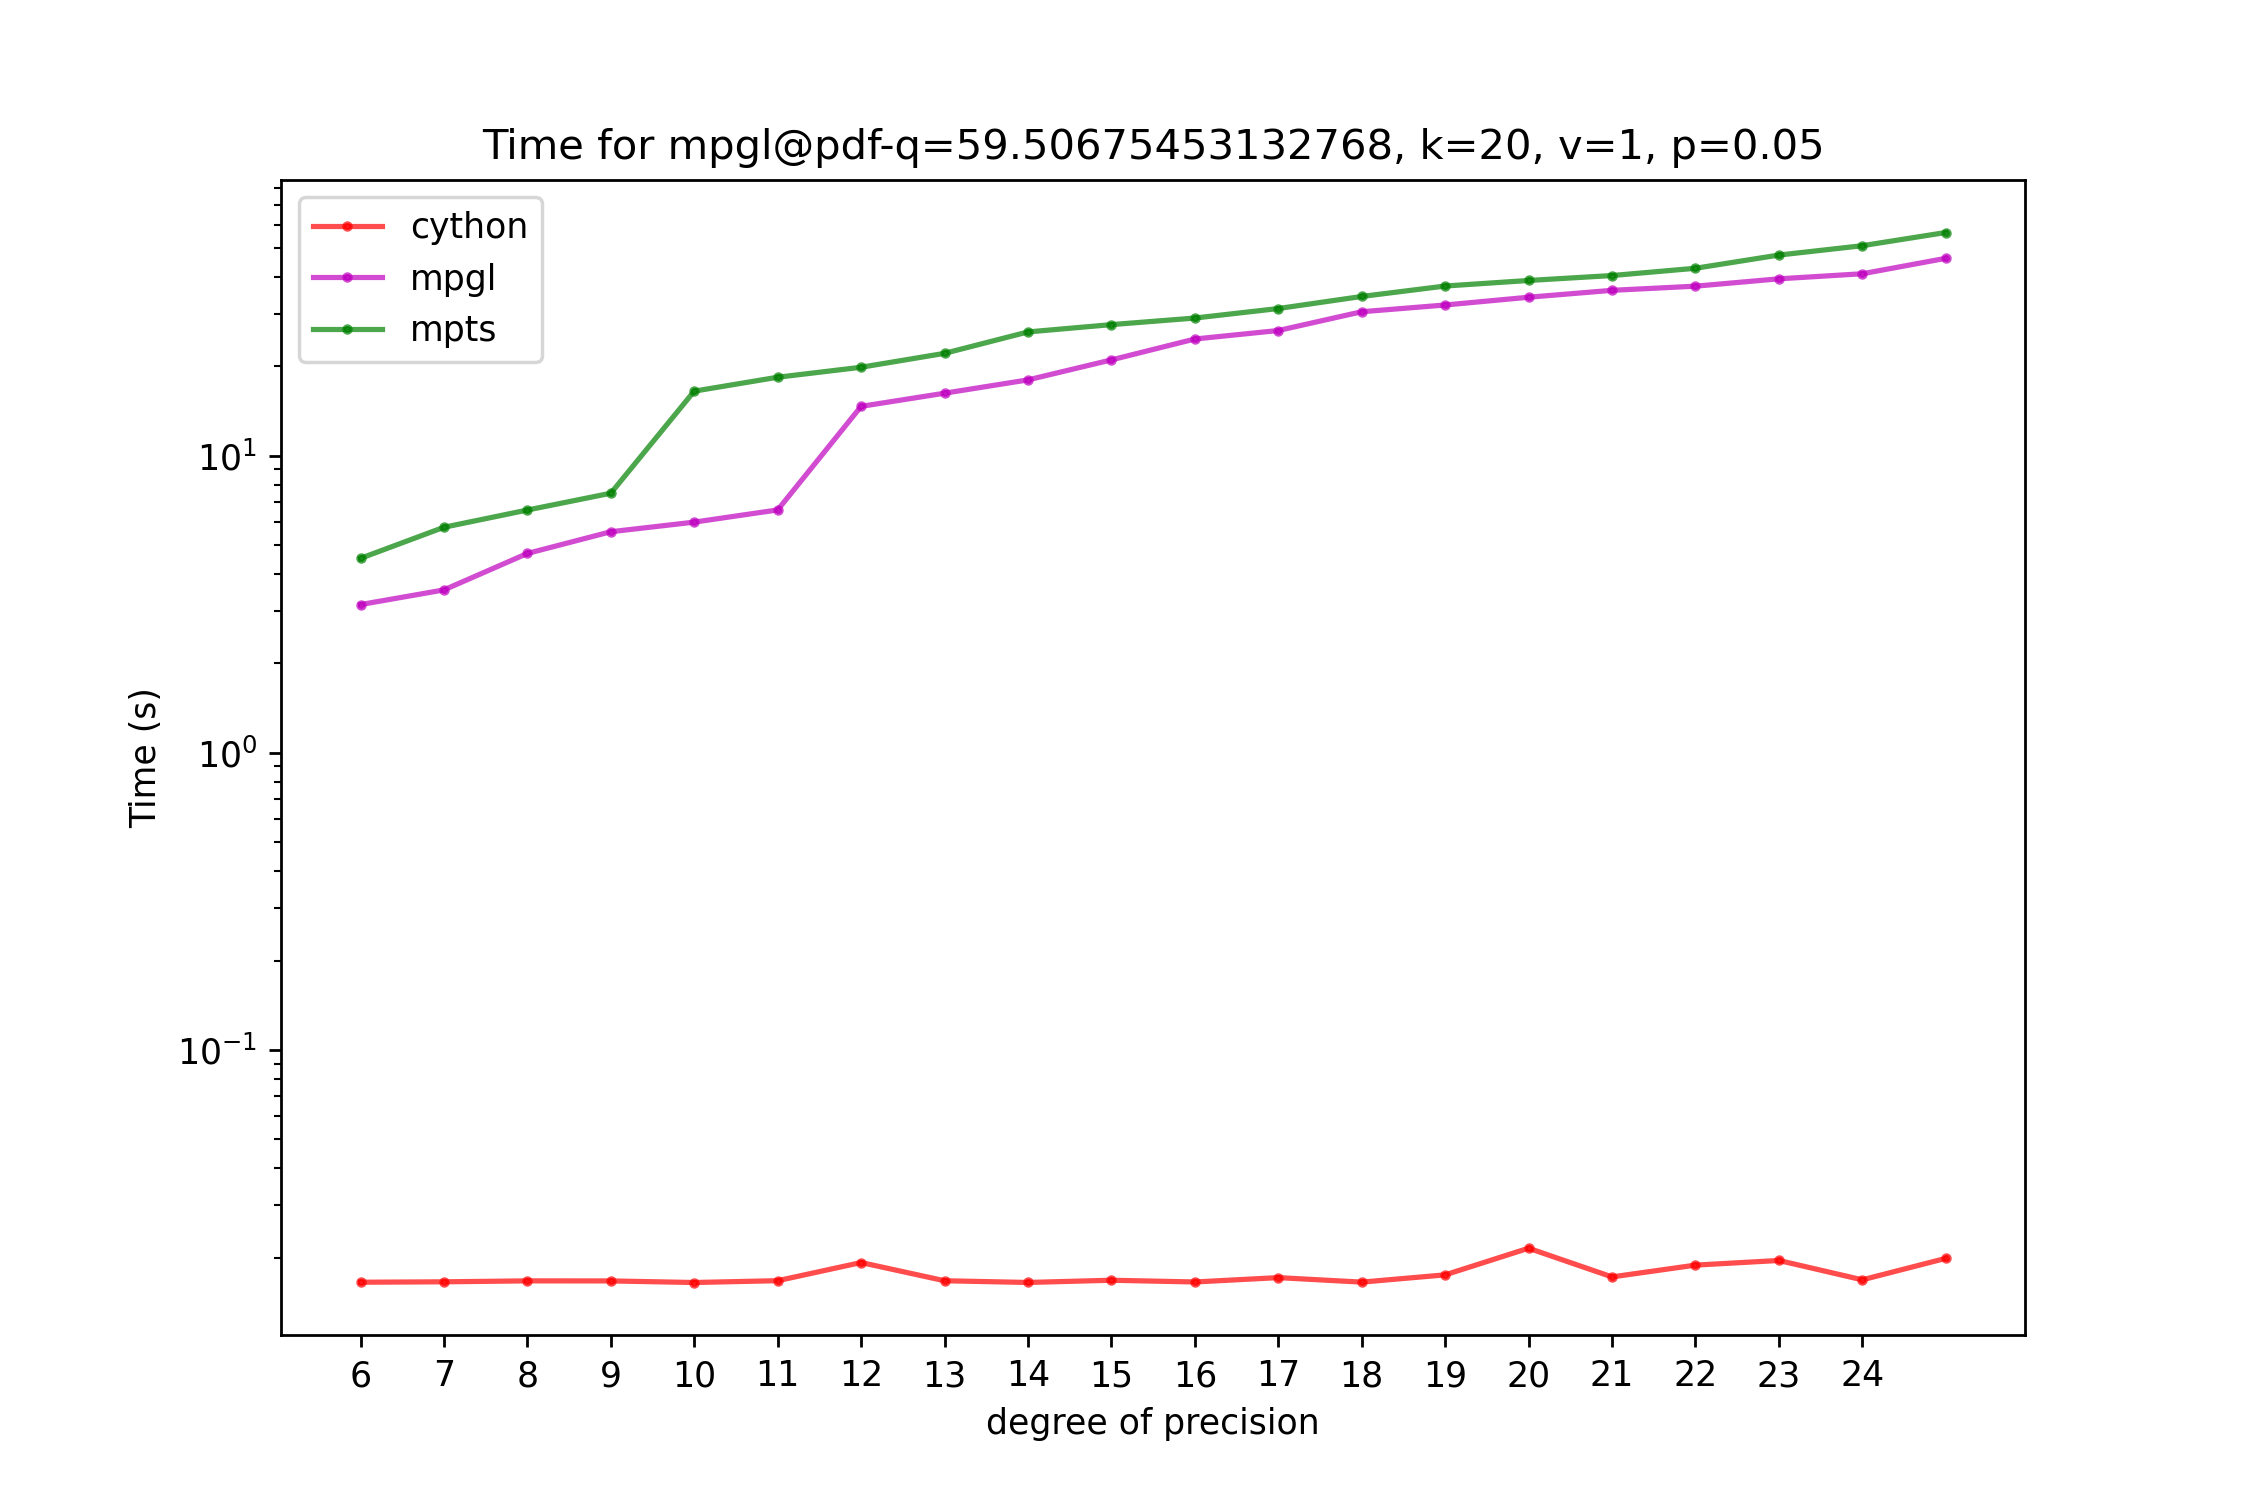 Time for mpgl@pdf-q=59.50675453132768, k=20, v=1, p=0.05
cython
mpgl
mpts
10¹
10⁰
10⁻¹
Time (s)
6 7 8 9 10 11 12 13 14 15 16 17 18 19 20 21 22 23 24
degree of precision